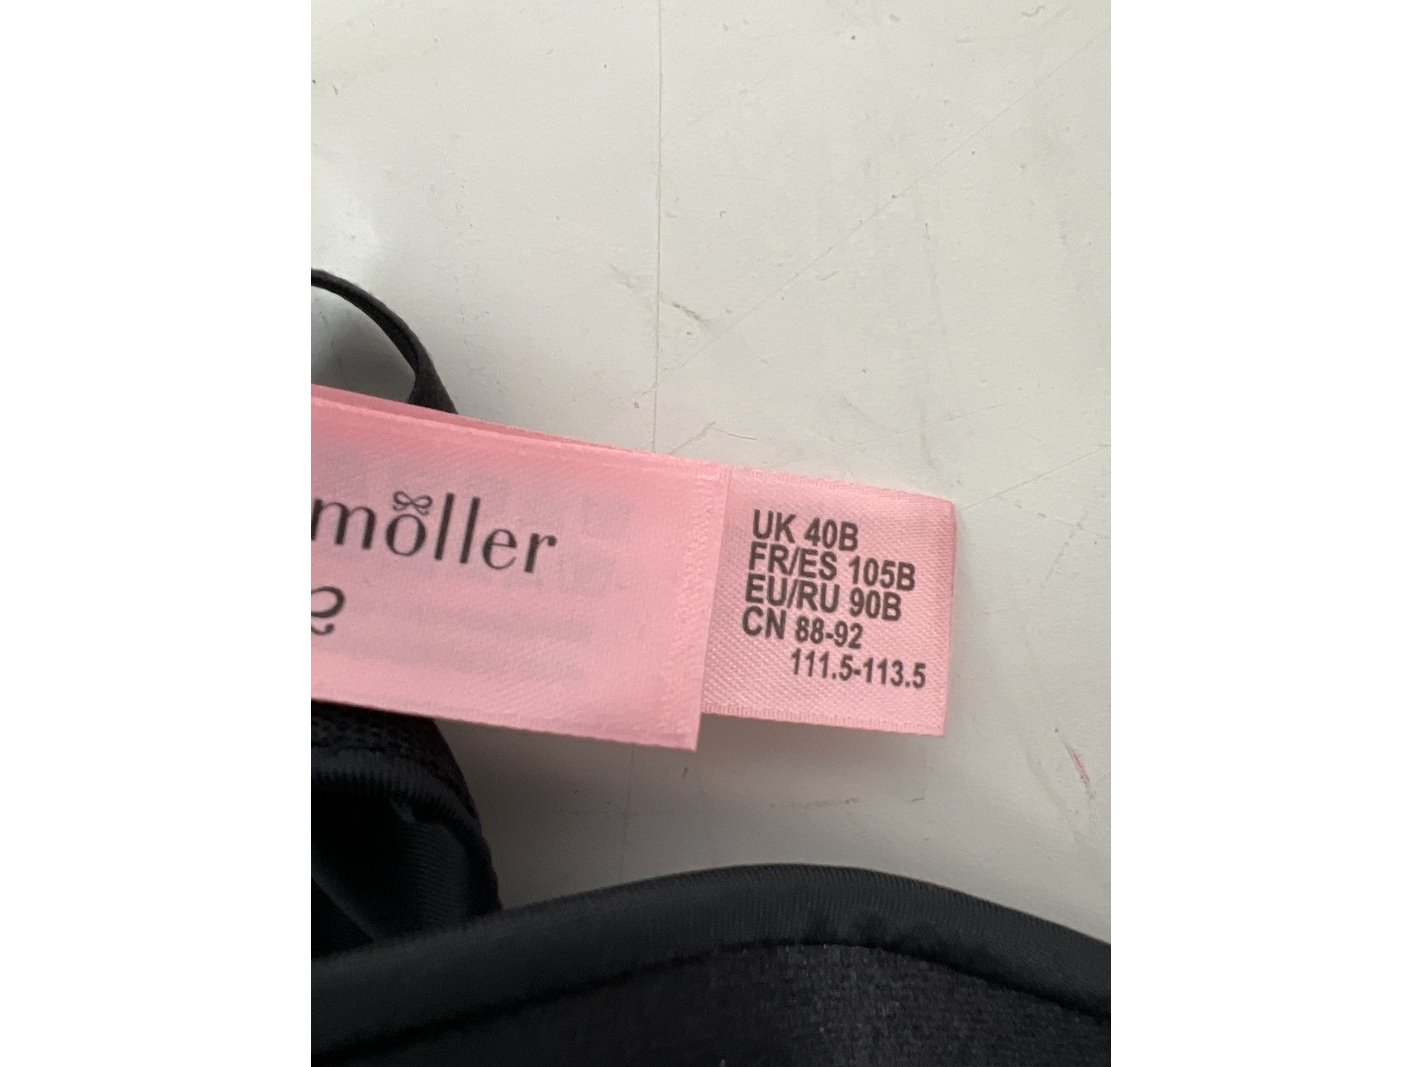 möller
UK 40B
FR/ES 105B
EU/RU 90B
CN 88-92
111.5-113.5